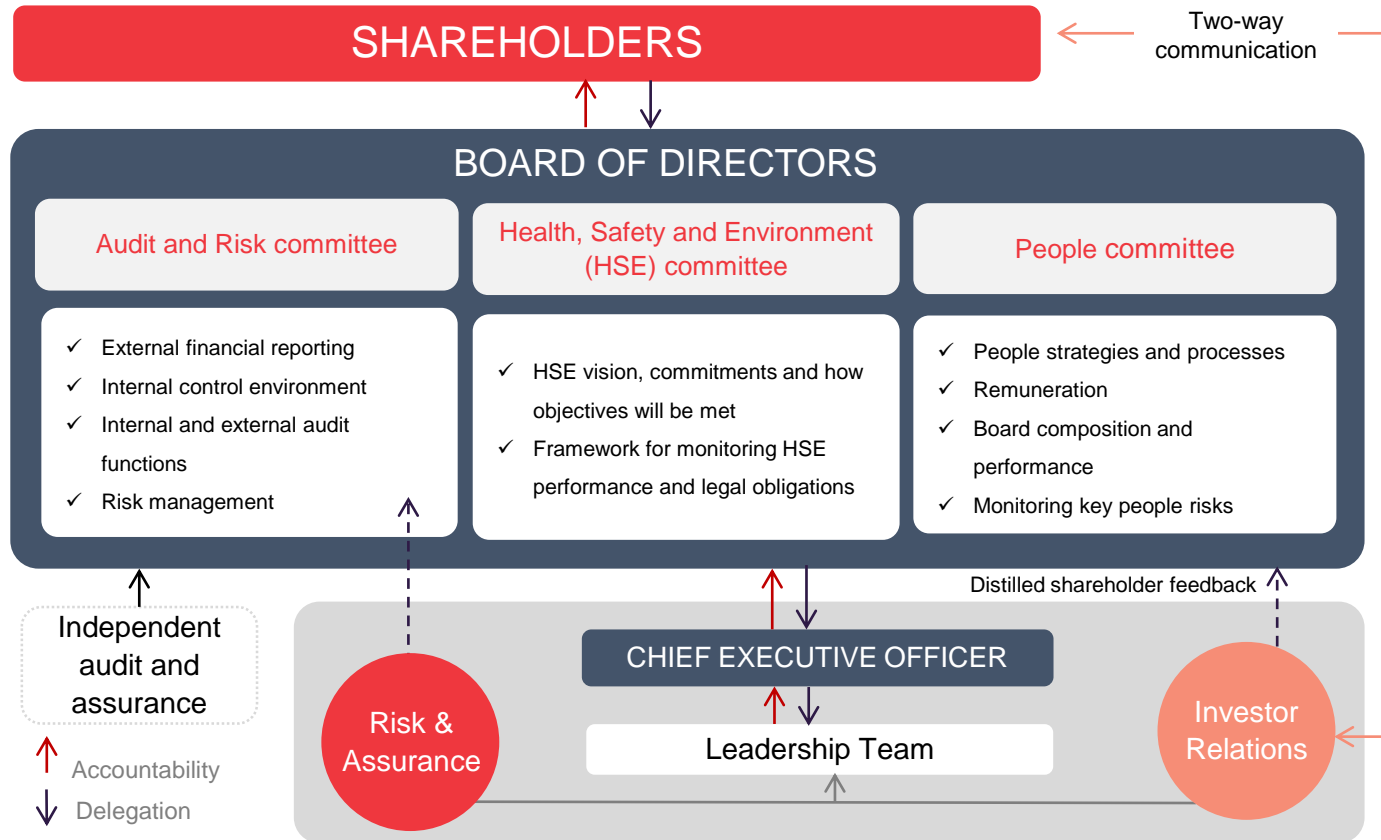 SHAREHOLDERS
Two-way
communication
BOARD OF DIRECTORS
Audit and Risk committee
Health, Safety and Environment
(HSE) committee
People committee
✓ External financial reporting
✓ Internal control environment
✓ Internal and external audit
functions
✓ Risk management
✓ HSE vision, commitments and how
objectives will be met
✓ Framework for monitoring HSE
performance and legal obligations
✓ People strategies and processes
✓ Remuneration
✓ Board composition and
performance
✓ Monitoring key people risks
Distilled shareholder feedback
Independent
audit and
assurance
CHIEF EXECUTIVE OFFICER
Risk &
Assurance
Leadership Team
Investor
Relations
Accountability
Delegation